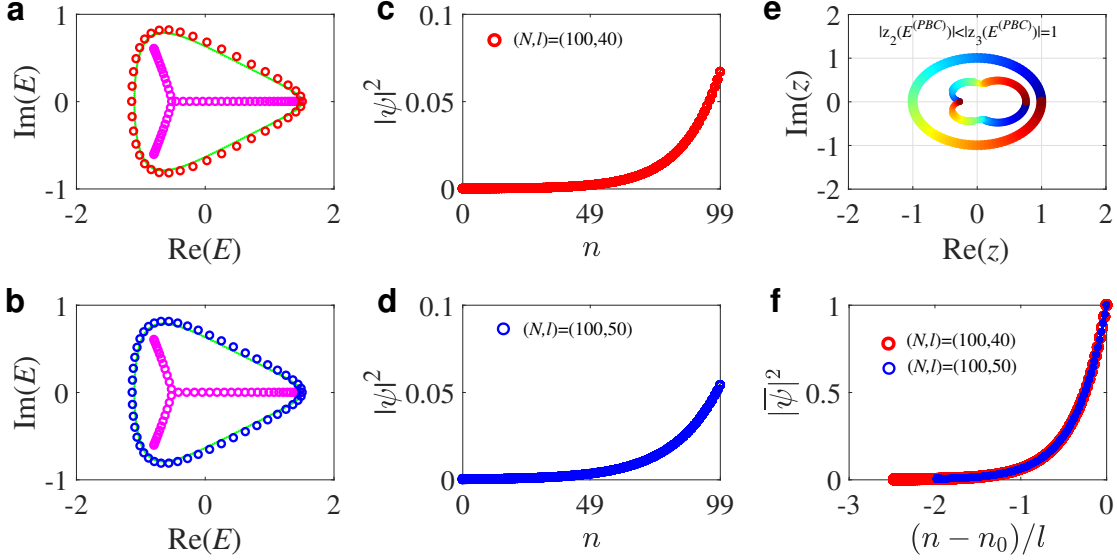 a
Im(E)
1
0
-1
-2
0
2
Re(E)
b
Im(E)
1
0
-1
-2
0
2
Re(E)
c
|ψ|²
0.1
0.05
0
(N,l)=(100,40)
0
49
99
n
d
|ψ|²
0.1
0.05
0
(N,l)=(100,50)
0
49
99
n
e
Im(z)
2
1
0
-1
-2
|z₂(E^(PBC))|<|z₃(E^(PBC))|=1
-2
-1
0
1
2
Re(z)
f
|ψ̅|²
1
0.5
0
(N,l)=(100,40)
(N,l)=(100,50)
-3
-2
-1
0
(n − n₀)/l